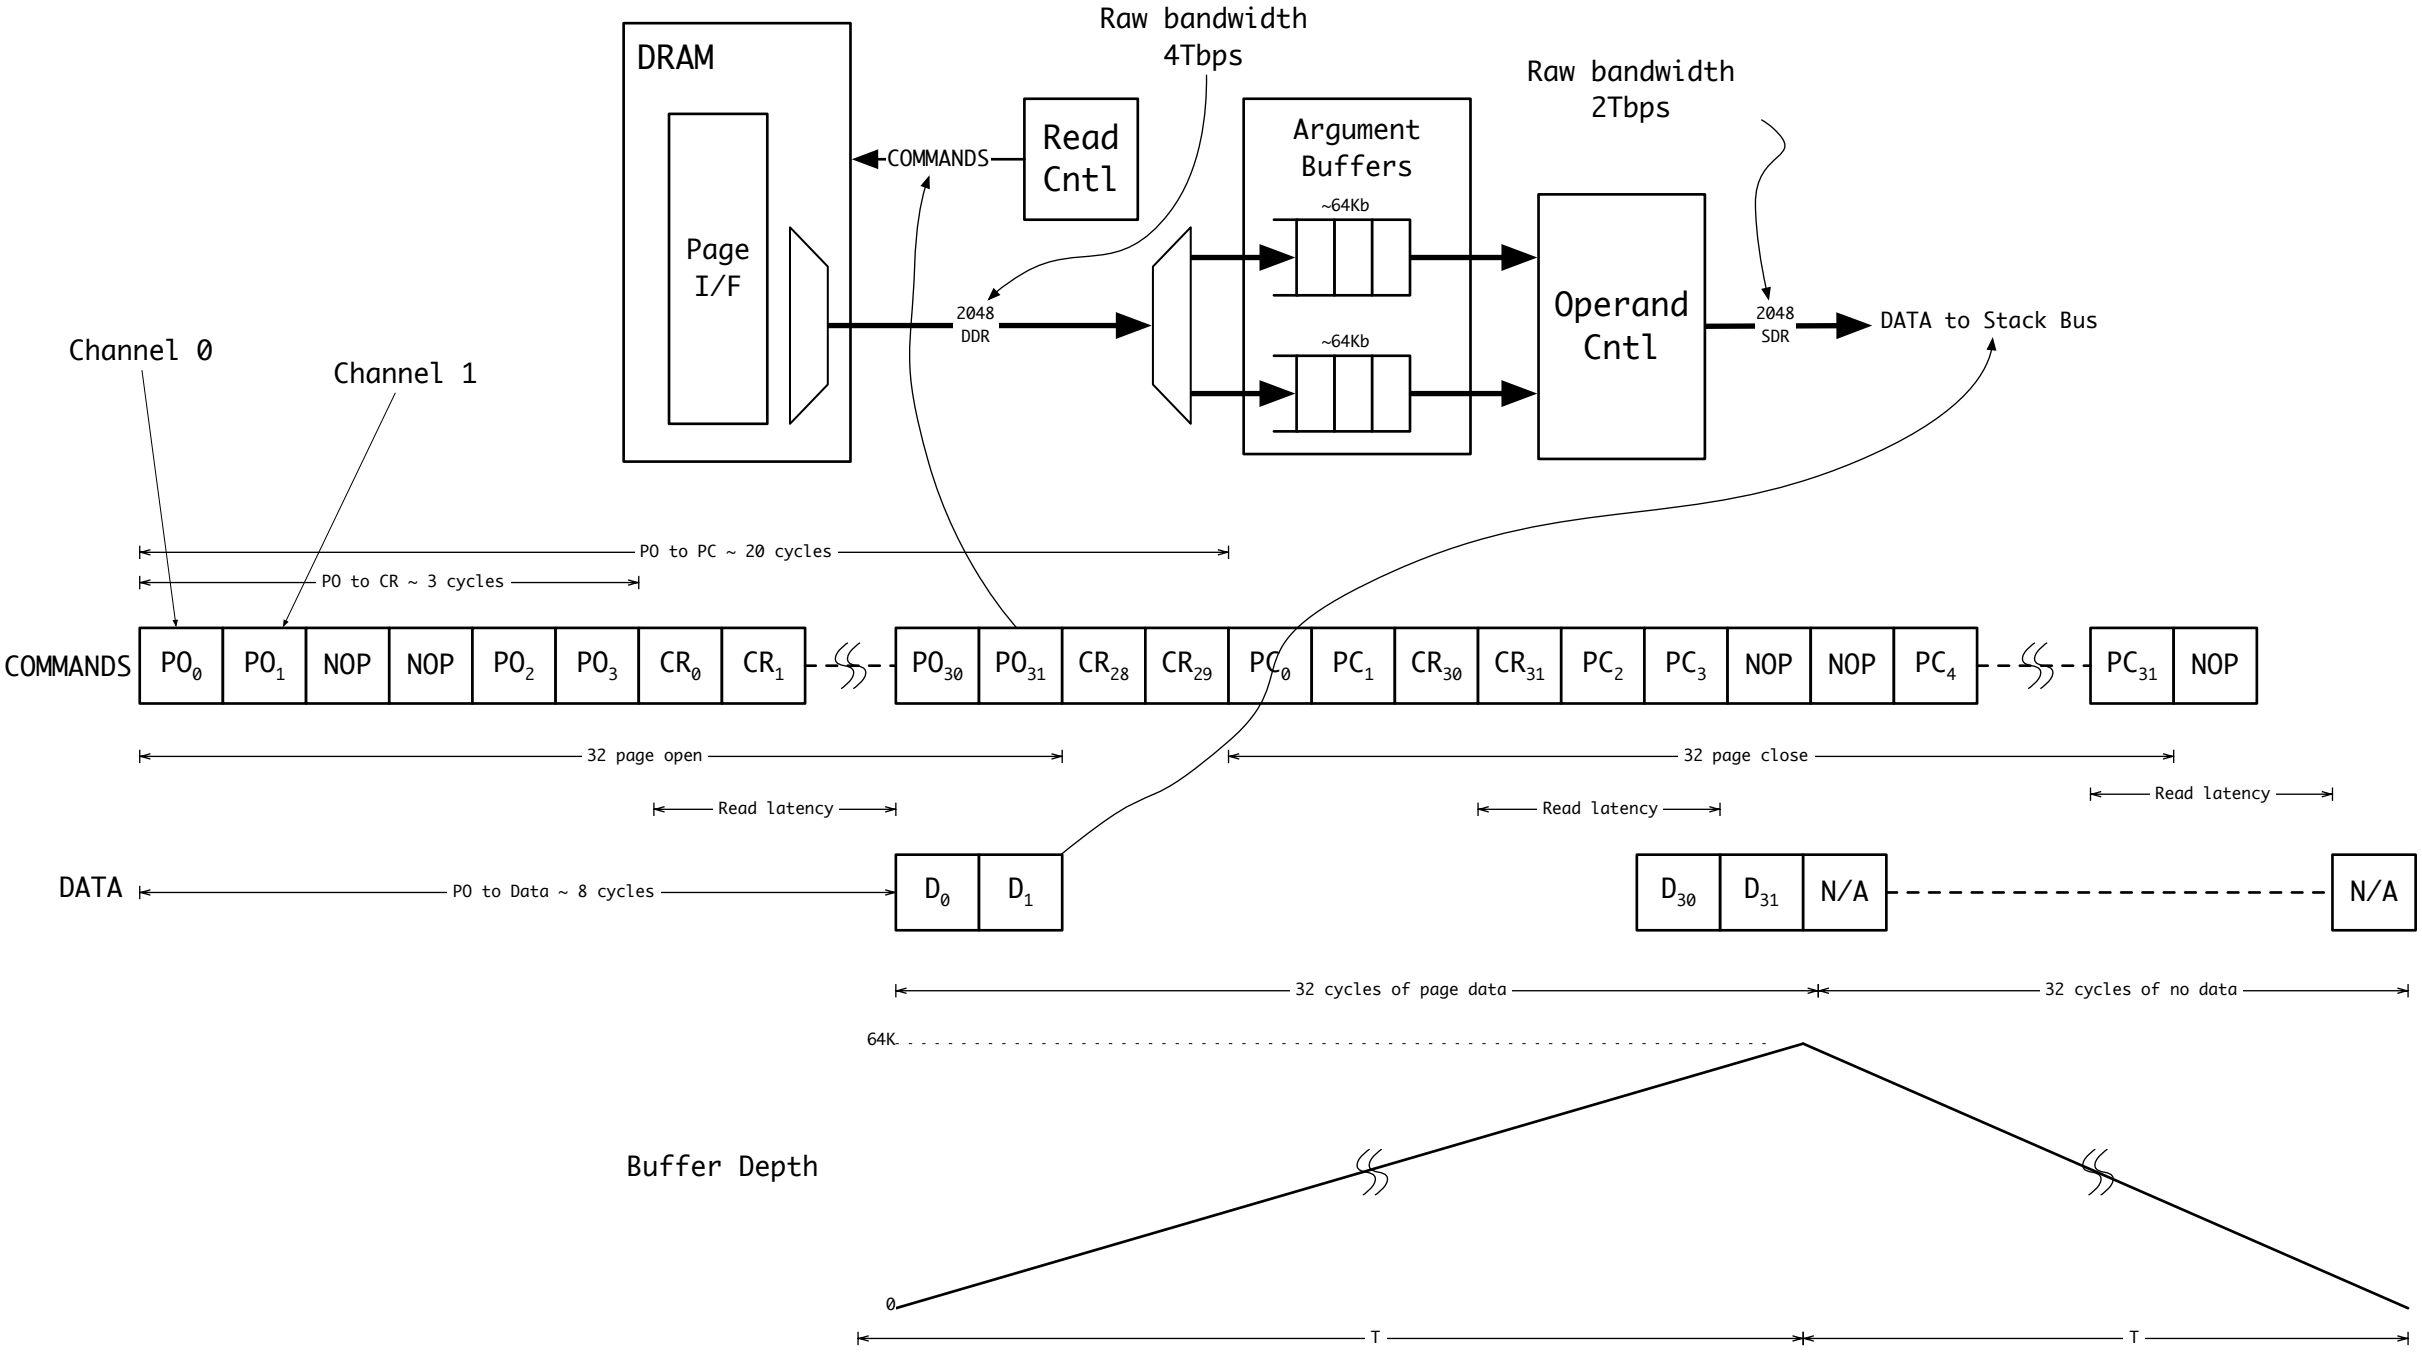 Raw bandwidth
4Tbps
DRAM
Raw bandwidth
2Tbps
Read
Cntl
COMMANDS
Argument
Buffers
~64Kb
Page
I/F
2048
DDR
~64Kb
Operand
Cntl
2048
SDR
DATA to Stack Bus
Channel 0
Channel 1
PO to PC ~ 20 cycles
PO to CR ~ 3 cycles
COMMANDS PO0 PO1 NOP NOP PO2 PO3 CR0 CR1 PO30 PO31 CR28 CR29 PC0 PC1 CR30 CR31 PC2 PC3 NOP NOP PC4 PC31 NOP
32 page open 32 page close
Read latency Read latency Read latency
DATA PO to Data ~ 8 cycles D0 D1 D30 D31 N/A N/A
32 cycles of page data 32 cycles of no data
64K
Buffer Depth
0
T T